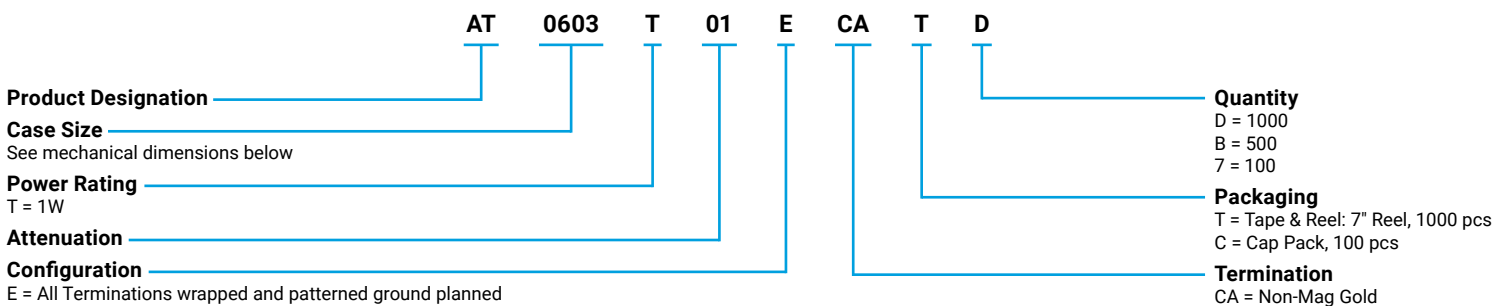 AT 0603 T 01 E CA T D
Product Designation
Case Size
See mechanical dimensions below
Power Rating
T = 1W
Attenuation
Configuration
E = All Terminations wrapped and patterned ground planned
Quantity
D = 1000
B = 500
7 = 100
Packaging
T = Tape & Reel: 7" Reel, 1000 pcs
C = Cap Pack, 100 pcs
Termination
CA = Non-Mag Gold